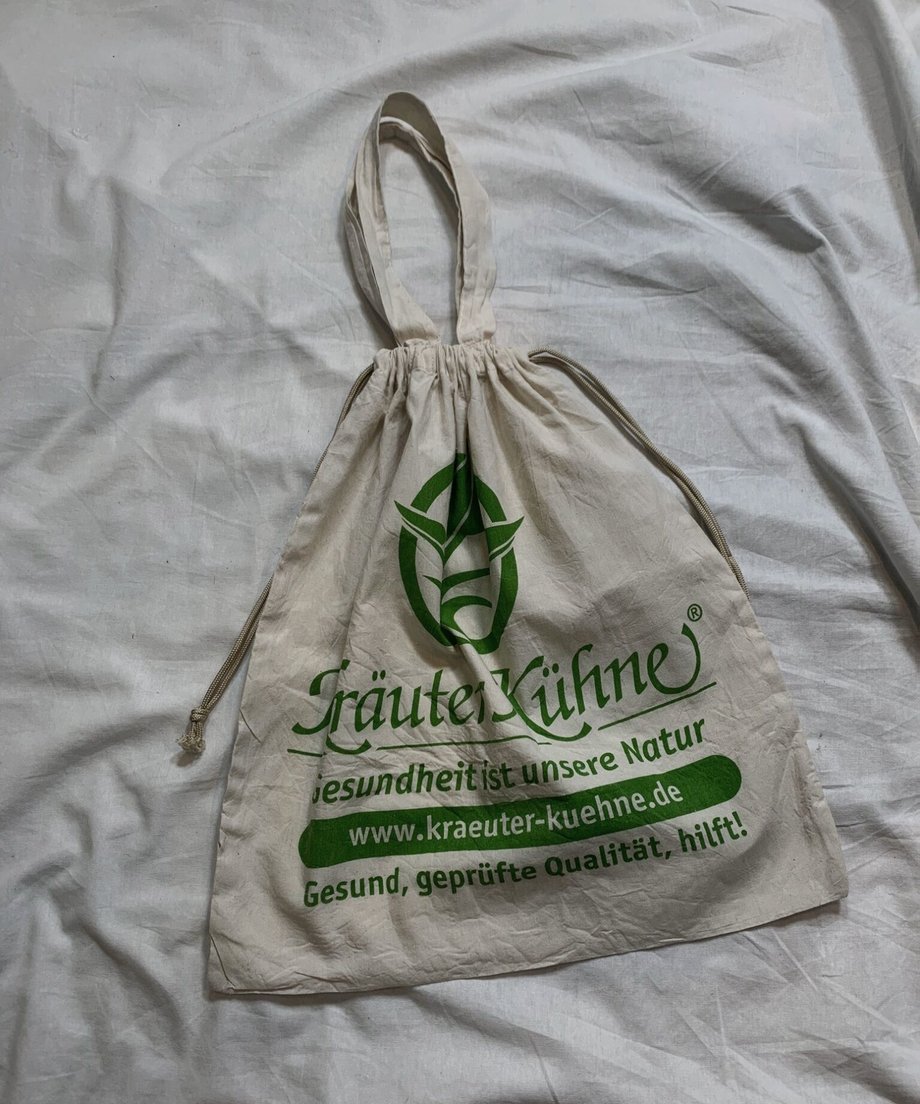 KräuterKühne®
Gesundheit ist unsere Natur
www.kraeuter-kuehne.de
Gesund, geprüfte Qualität, hilft!